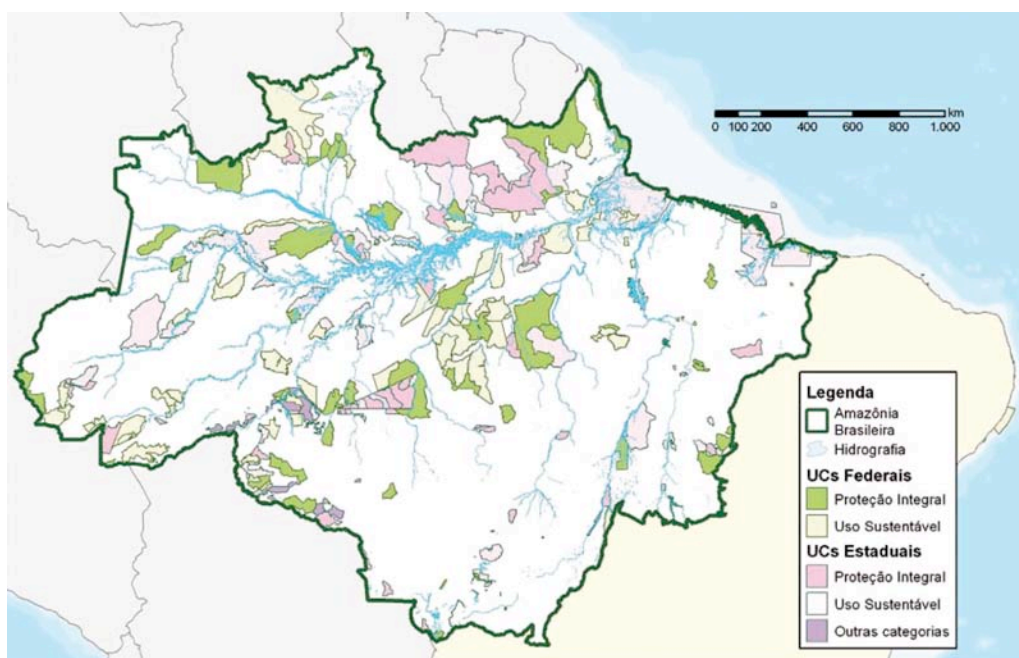 km
0 100 200 400 600 800 1.000
Legenda
Amazônia
Brasileira
Hidrografia
UCs Federais
Proteção Integral
Uso Sustentável
UCs Estaduais
Proteção Integral
Uso Sustentável
Outras categorias